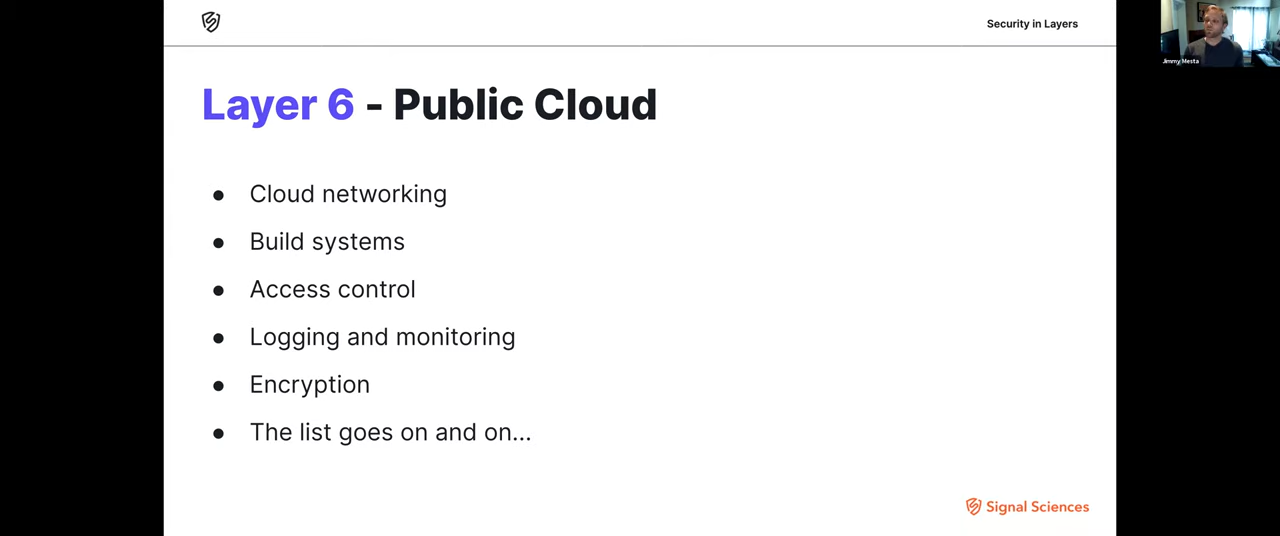 Security in Layers
Jimmy Mesta
Layer 6 - Public Cloud
● Cloud networking
● Build systems
● Access control
● Logging and monitoring
● Encryption
● The list goes on and on...
Signal Sciences